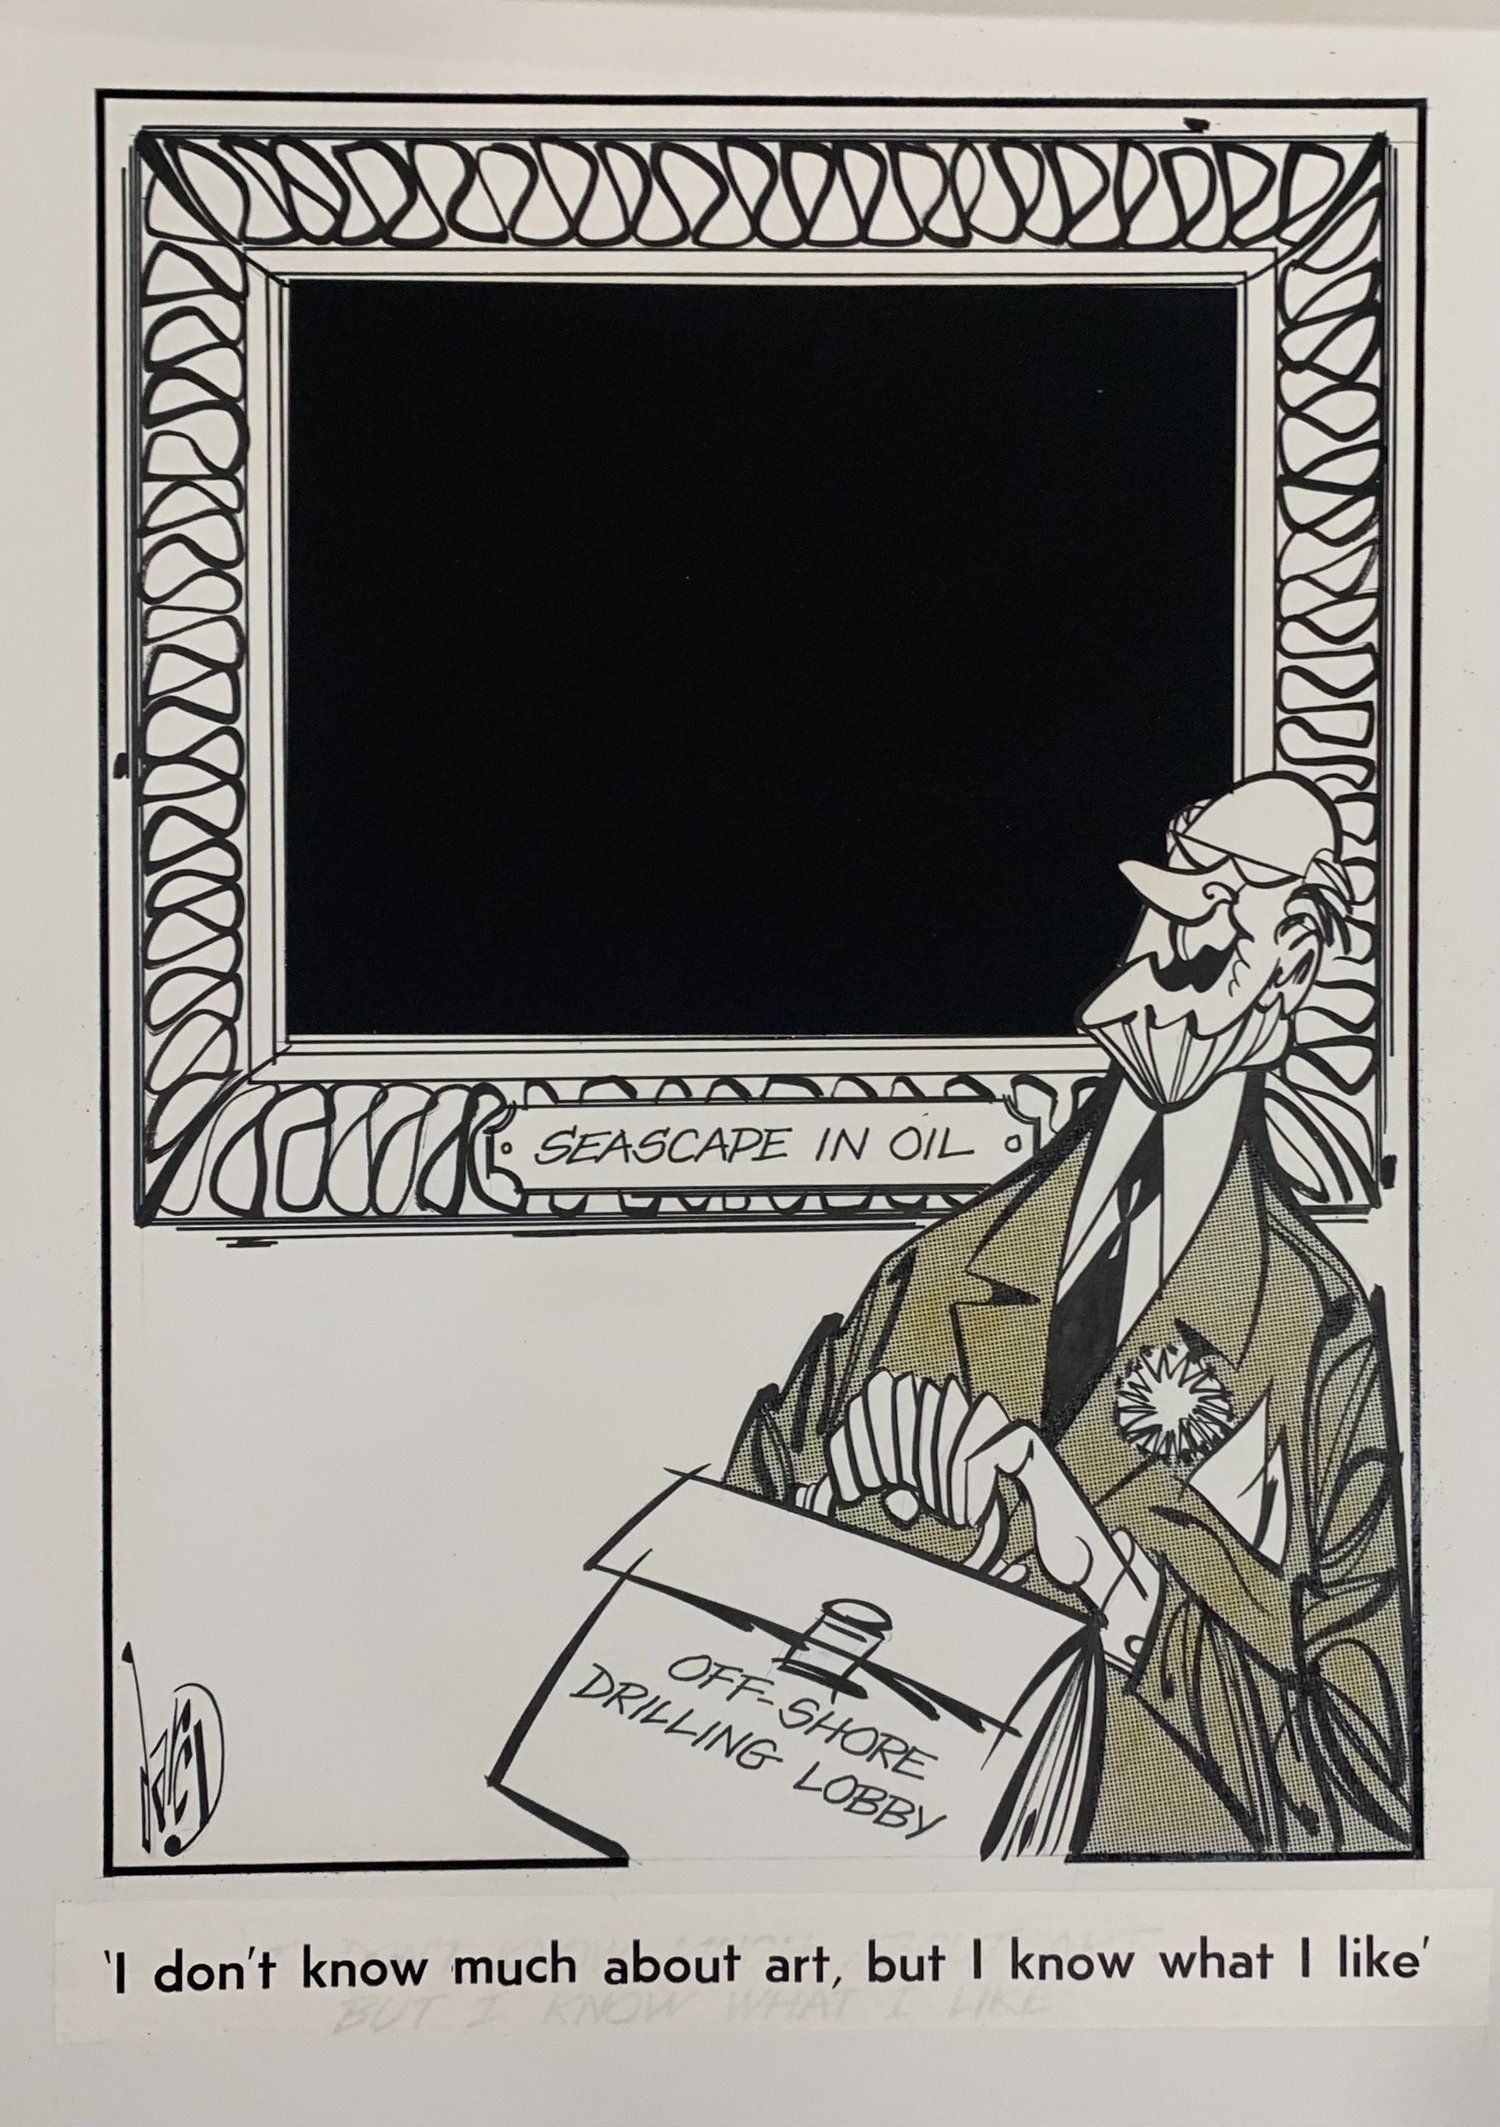 SEASCAPE IN OIL
OFF-SHORE
DRILLING LOBBY
'I don't know much about art, but I know what I like'
BUT I KNOW WHAT I LIKE